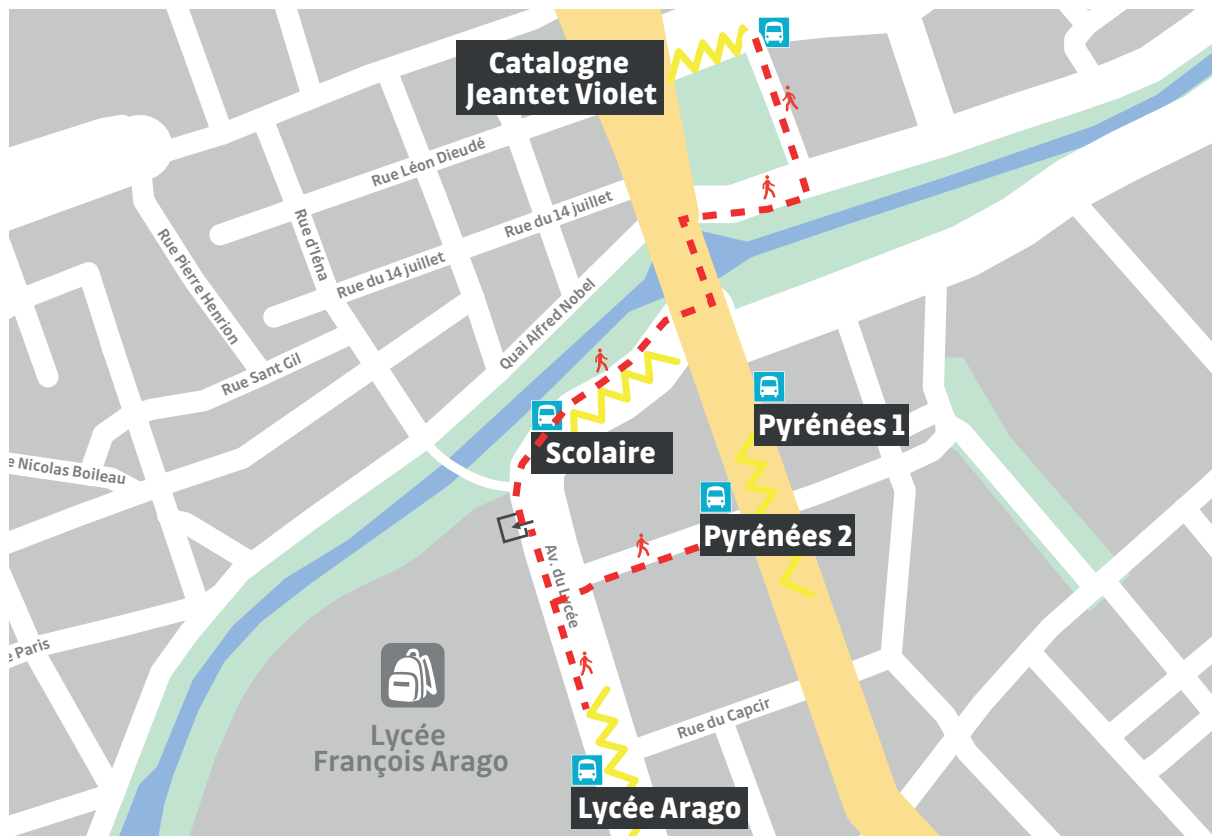 Catalogne
Jeantet Violet
Rue Léon Dieudé
Rue du 14 juillet
Rue d'Iéna
Rue Pierre Henrion
Rue du 14 juillet
Quai Alfred Nobel
Rue Sant Gil
Pyrénées 1
Scolaire
e Nicolas Boileau
Pyrénées 2
Av. du Lycée
e Paris
Rue du Capcir
Lycée
François Arago
Lycée Arago